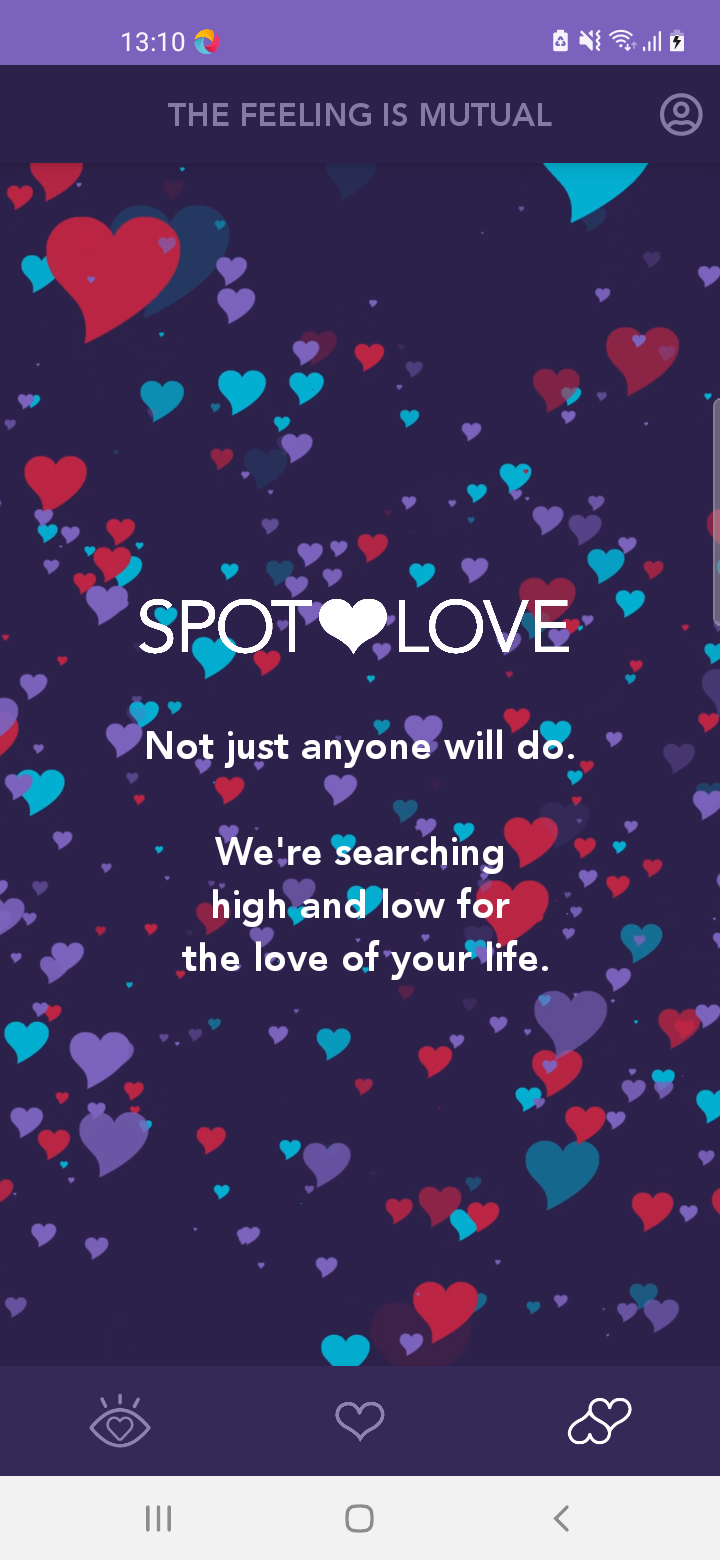 13:10
THE FEELING IS MUTUAL
SPOT LOVE
Not just anyone will do.
We're searching
high and low for
the love of your life.